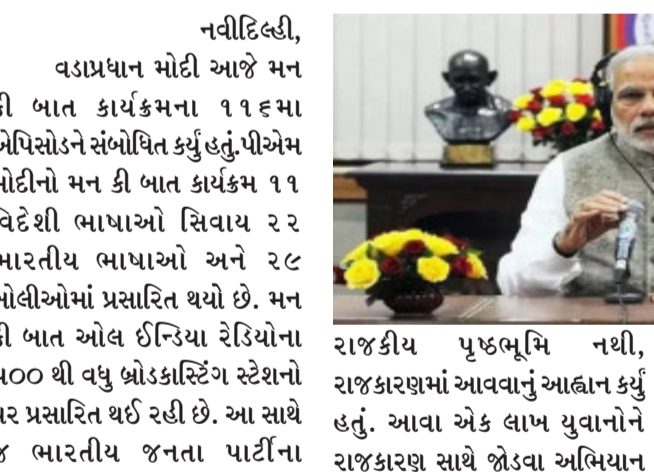 નવીદિલ્હી,
વડાપ્રધાન મોદી આજે મન
કી બાત કાર્યક્રમના ૧૧૬મા
એપિસોડને સંબોધિત કર્યું હતું.પીએમ
મોદીનો મન કી બાત કાર્યક્રમ ૧૧
વિદેશી ભાષાઓ સિવાય ૨૨
ભારતીય ભાષાઓ અને ૨૯
બોલીઓમાં પ્રસારિત થયો છે. મન
કી બાત ઓલ ઈન્ડિયા રેડિયોના
૫૦૦ થી વધુ બ્રોડકાસ્ટિંગ સ્ટેશનો
પર પ્રસારિત થઈ રહી છે. આ સાથે
જ ભારતીય જનતા પાર્ટીના
રાજકીય પૃષ્ઠભૂમિ નથી,
રાજકારણમાં આવવાનું આહ્વાન કર્યું
હતું. આવા એક લાખ યુવાનોને
રાજકારણ સાથે જોડવા અભિયાન